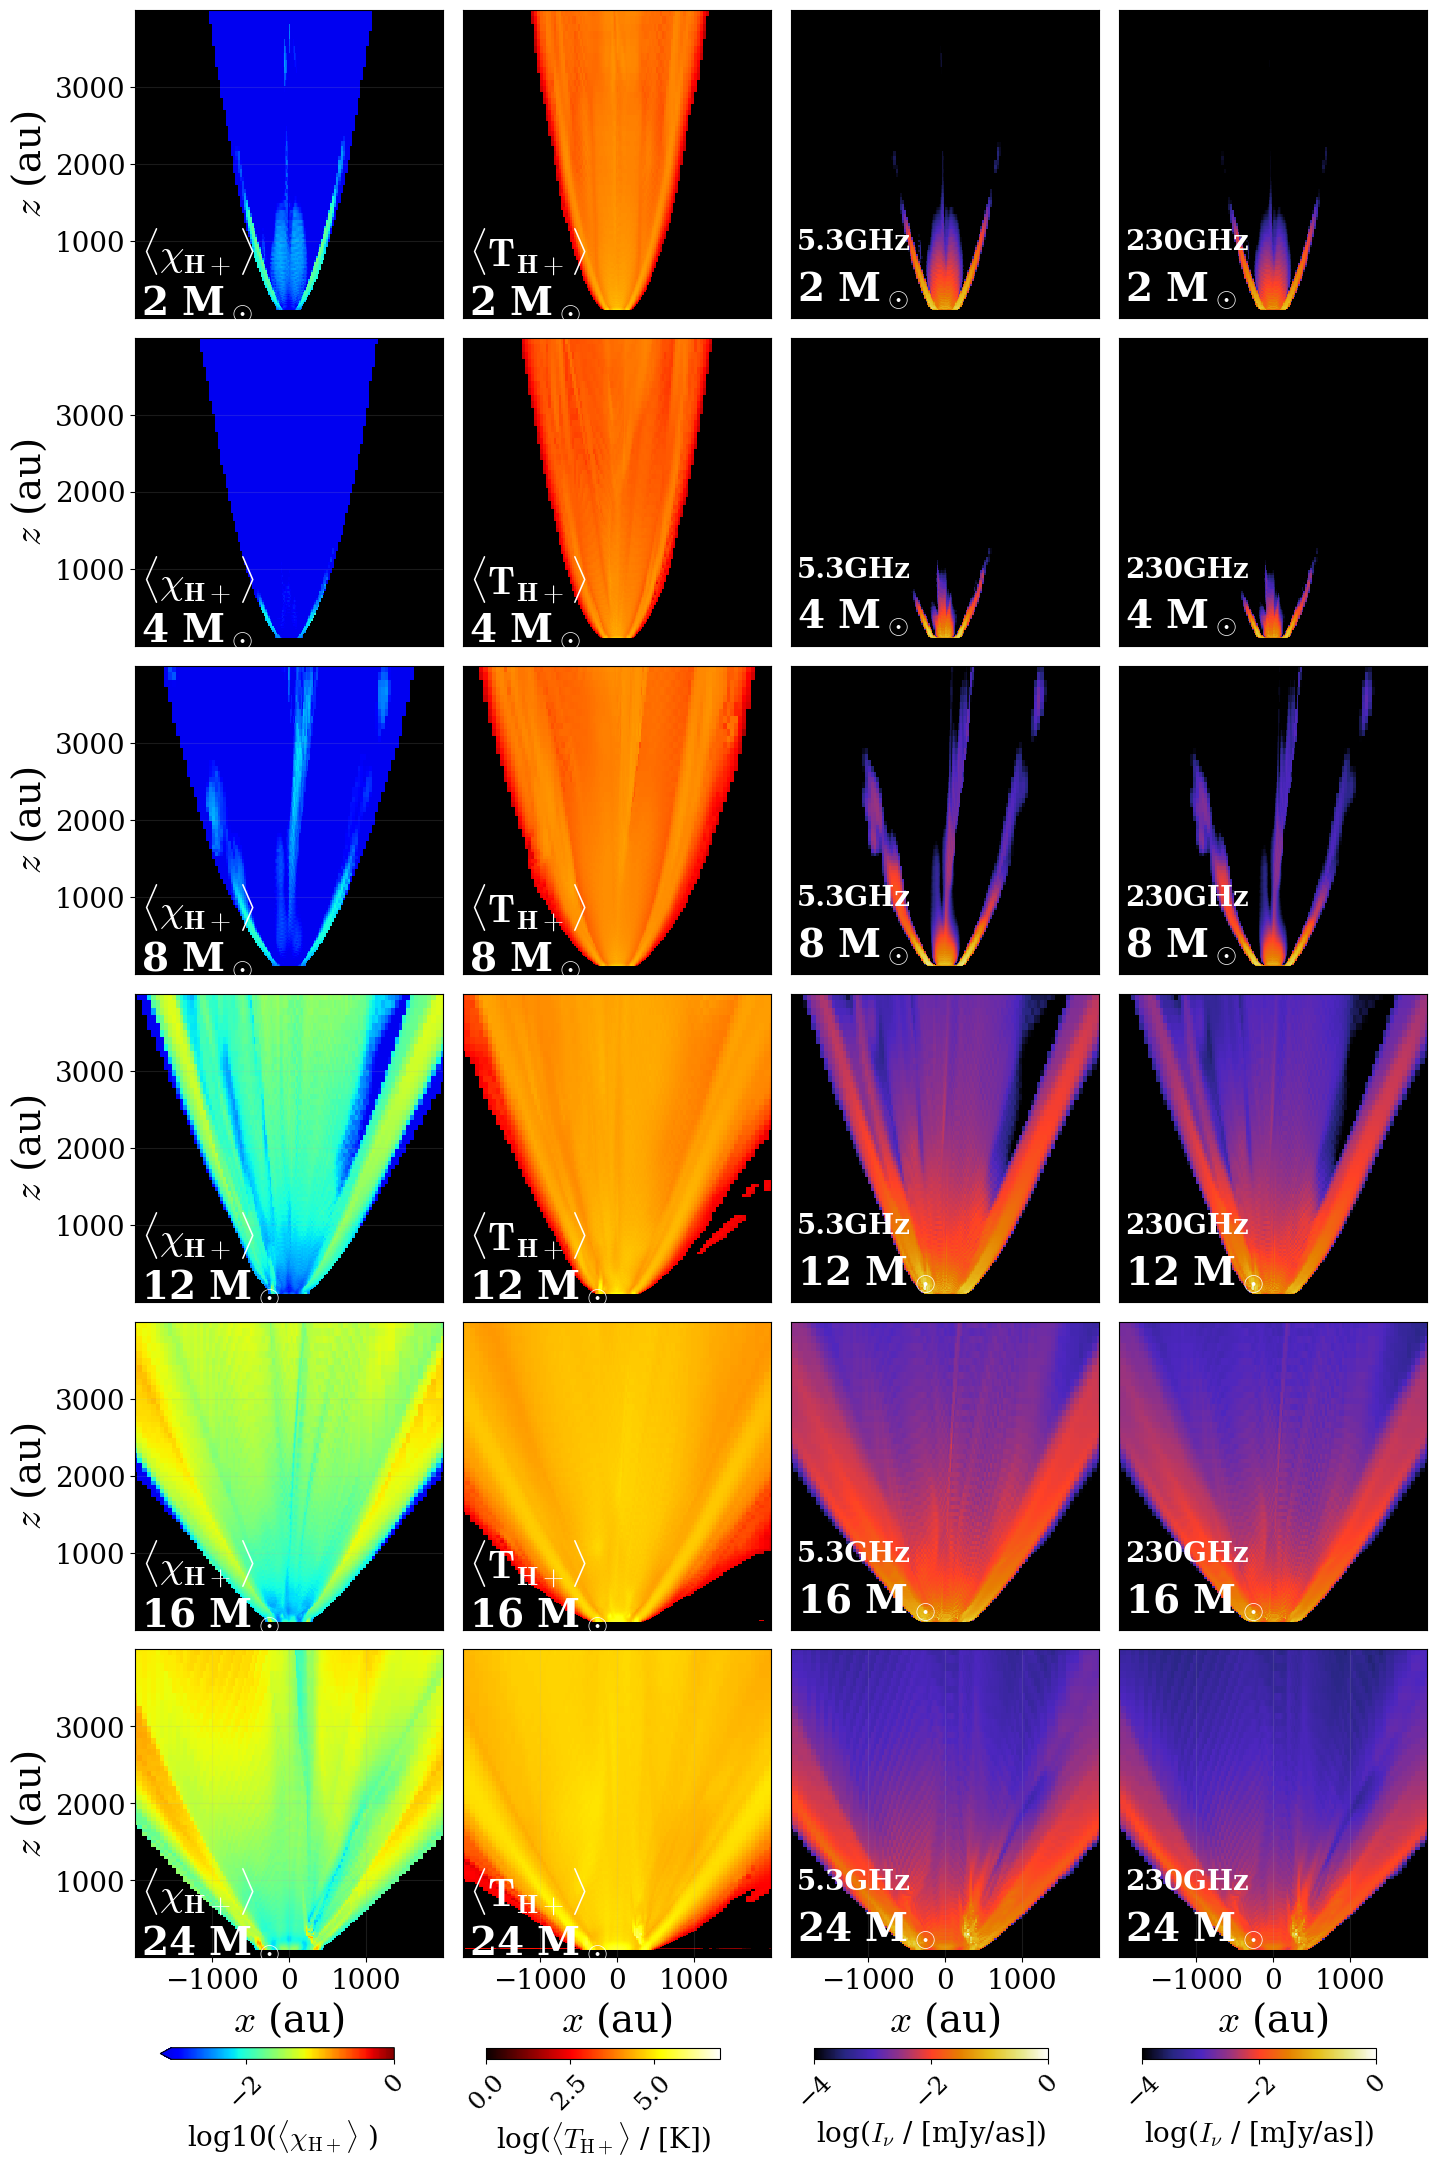 3000
2000
1000
z (au)
⟨χH+⟩
2 M⊙
⟨TH+⟩
2 M⊙
5.3GHz
2 M⊙
230GHz
2 M⊙
3000
2000
1000
z (au)
⟨χH+⟩
4 M⊙
⟨TH+⟩
4 M⊙
5.3GHz
4 M⊙
230GHz
4 M⊙
3000
2000
1000
z (au)
⟨χH+⟩
8 M⊙
⟨TH+⟩
8 M⊙
5.3GHz
8 M⊙
230GHz
8 M⊙
3000
2000
1000
z (au)
⟨χH+⟩
12 M⊙
⟨TH+⟩
12 M⊙
5.3GHz
12 M⊙
230GHz
12 M⊙
3000
2000
1000
z (au)
⟨χH+⟩
16 M⊙
⟨TH+⟩
16 M⊙
5.3GHz
16 M⊙
230GHz
16 M⊙
3000
2000
1000
z (au)
⟨χH+⟩
24 M⊙
⟨TH+⟩
24 M⊙
5.3GHz
24 M⊙
230GHz
24 M⊙
−1000 0 1000
−1000 0 1000
−1000 0 1000
−1000 0 1000
x (au)
x (au)
x (au)
x (au)
−2 0
0.0 2.5 5.0
−4 −2 0
−4 −2 0
log10(⟨χH+⟩ )
log(⟨TH+⟩ / [K])
log(Iν / [mJy/as])
log(Iν / [mJy/as])